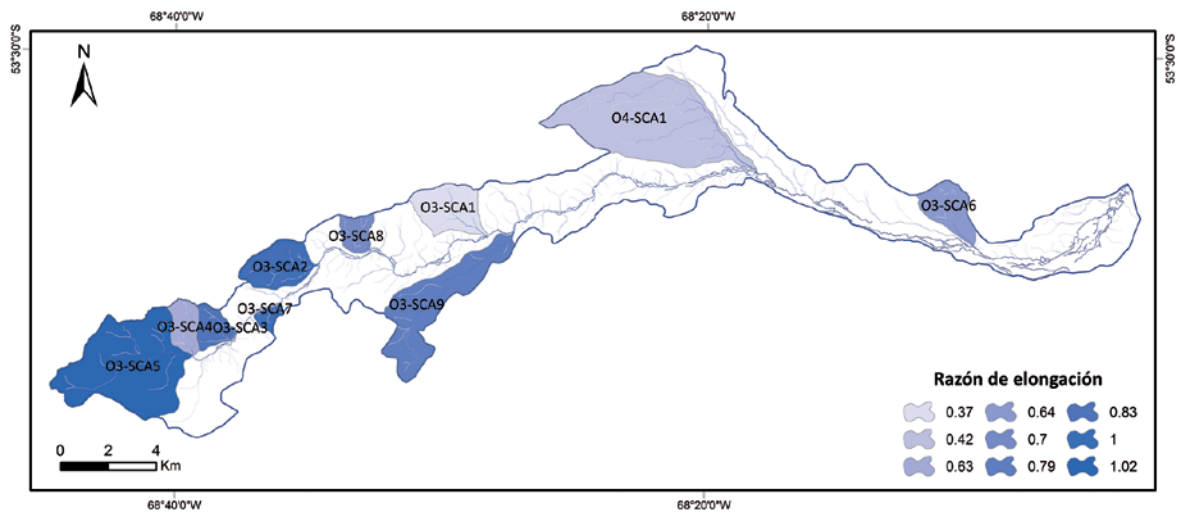 68°40'0"W
68°20'0"W
53°30'0"S
53°30'0"S
N
O4-SCA1
O3-SCA1
O3-SCA6
O3-SCA8
O3-SCA2
O3-SCA9
O3-SCA7
O3-SCA4
O3-SCA3
O3-SCA5
Razón de elongación
0.37
0.64
0.83
0.42
0.7
1
0.63
0.79
1.02
0 2 4
Km
68°40'0"W
68°20'0"W